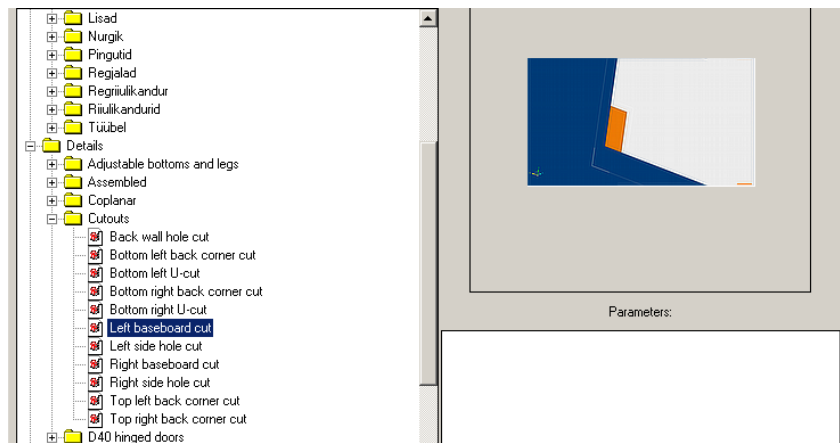 Lisad
Nurgik
Pingutid
Regjalad
Regriiulikandur
Riiulikandurid
Tüübel
Details
Adjustable bottoms and legs
Assembled
Coplanar
Cutouts
Back wall hole cut
Bottom left back corner cut
Bottom left U-cut
Bottom right back corner cut
Bottom right U-cut
Left baseboard cut
Left side hole cut
Right baseboard cut
Right side hole cut
Top left back corner cut
Top right back corner cut
D40 hinged doors
Parameters: